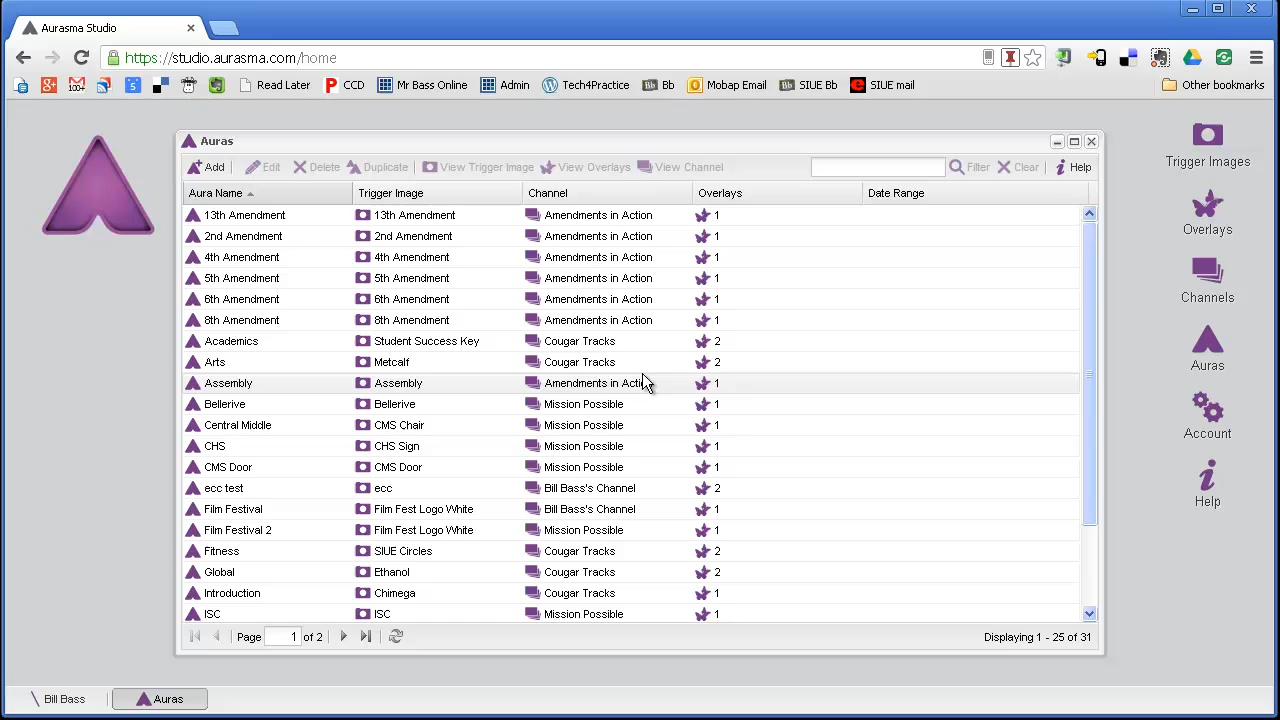 Aurasma Studio
https://studio.aurasma.com/home
100+ 5 Read Later CCD Mr BaSs Online Admin Tech4Practice Bb Bb Mobap Email Bb SIUE Bb e SIUE mail Other bookmarks
Auras
Add Edit Delete Duplicate View Trigger Image View Overlays View Channel Filter Clear Help
Aura Name Trigger Image Channel Overlays Date Range
13th Amendment 13th Amendment Amendments in Action 1
2nd Amendment 2nd Amendment Amendments in Action 1
4th Amendment 4th Amendment Amendments in Action 1
5th Amendment 5th Amendment Amendments in Action 1
6th Amendment 6th Amendment Amendments in Action 1
8th Amendment 8th Amendment Amendments in Action 1
Academics Student Success Key Cougar Tracks 2
Arts Metcalf Cougar Tracks 2
Assembly Assembly Amendments in Action 1
Bellerive Bellerive Mission Possible 1
Central Middle CMS Chair Mission Possible 1
CHS CHS Sign Mission Possible 1
CMS Door CMS Door Mission Possible 1
ecc test ecc Bill Bass's Channel 2
Film Festival Film Fest Logo White Bill Bass's Channel 1
Film Festival 2 Film Fest Logo White Mission Possible 1
Fitness SIUE Circles Cougar Tracks 2
Global Ethanol Cougar Tracks 2
Introduction Chimega Cougar Tracks 1
ISC ISC Mission Possible 1
Page 1 of 2 Displaying 1 - 25 of 31
Trigger Images
Overlays
Channels
Auras
Account
Help
Bill Bass Auras